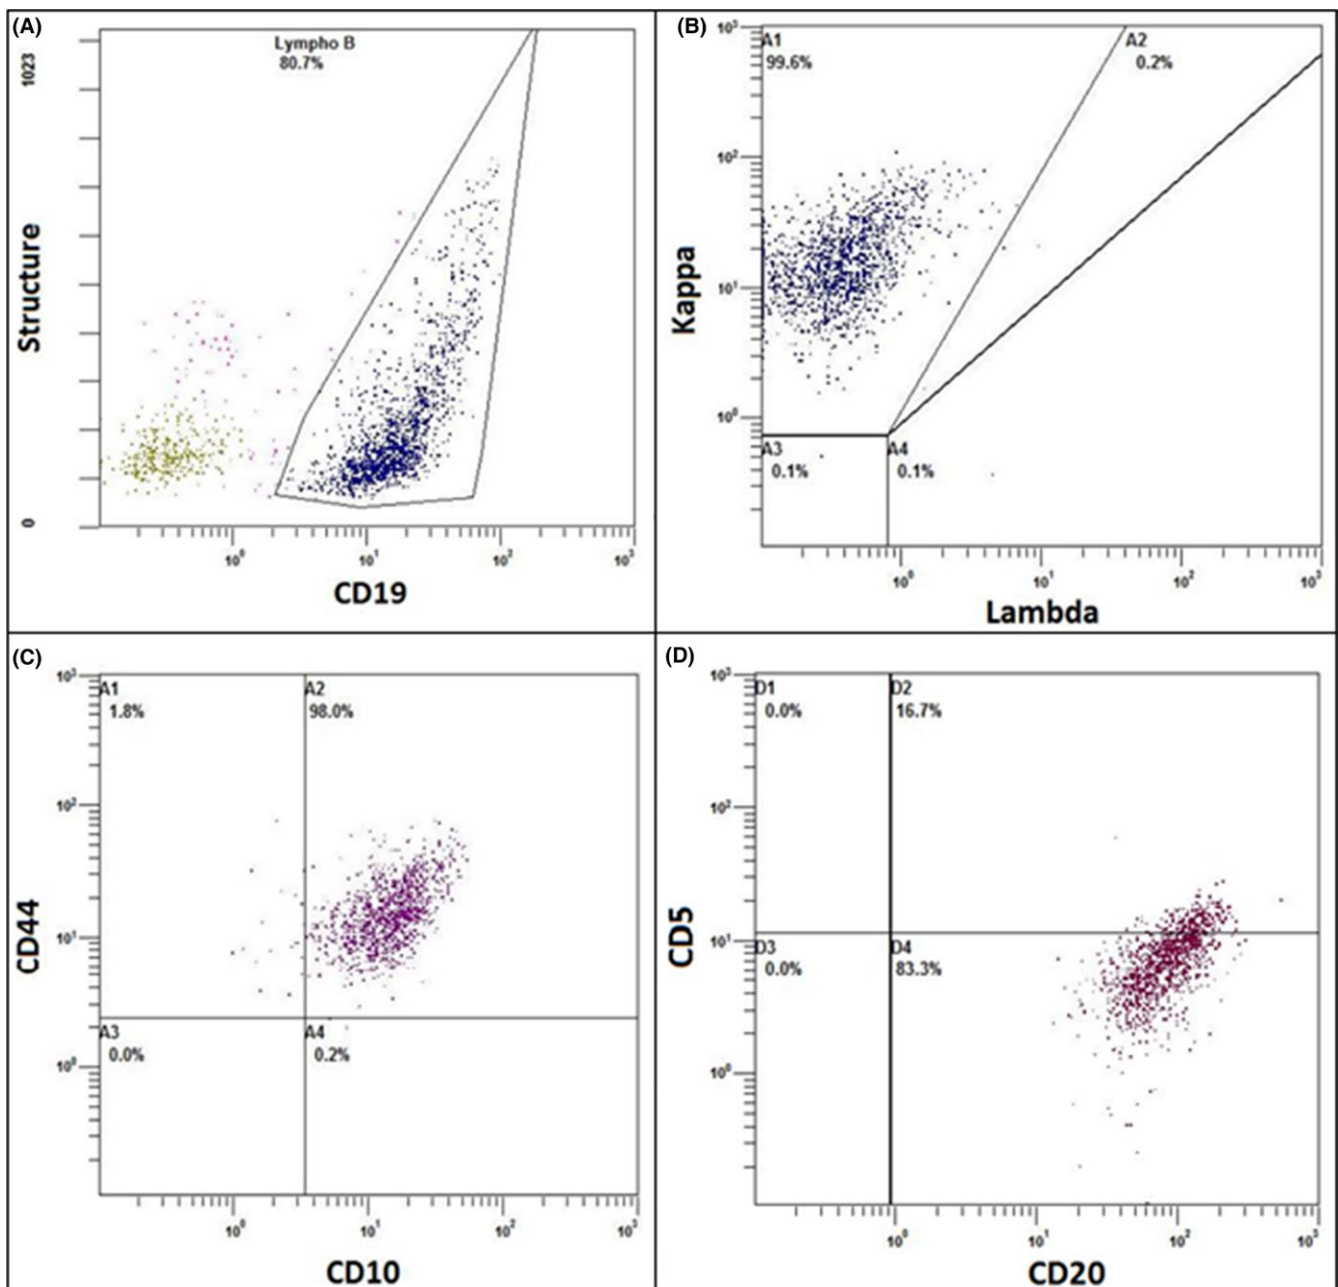 (A)
Lympho B
80.7%
1023
Structure
0
10⁰
10¹
10²
10³
CD19
(B)
10³
A1
99.6%
A2
0.2%
10²
Kappa
10¹
10⁰
A3
0.1%
A4
0.1%
10⁰
10¹
10²
10³
Lambda
(C)
10³
A1
1.8%
A2
98.0%
10²
CD44
10¹
A3
0.0%
A4
0.2%
10⁰
10⁰
10¹
10²
10³
CD10
(D)
10³
D1
0.0%
D2
16.7%
10²
CD5
10¹
D3
0.0%
D4
83.3%
10⁰
10⁰
10¹
10²
10³
CD20